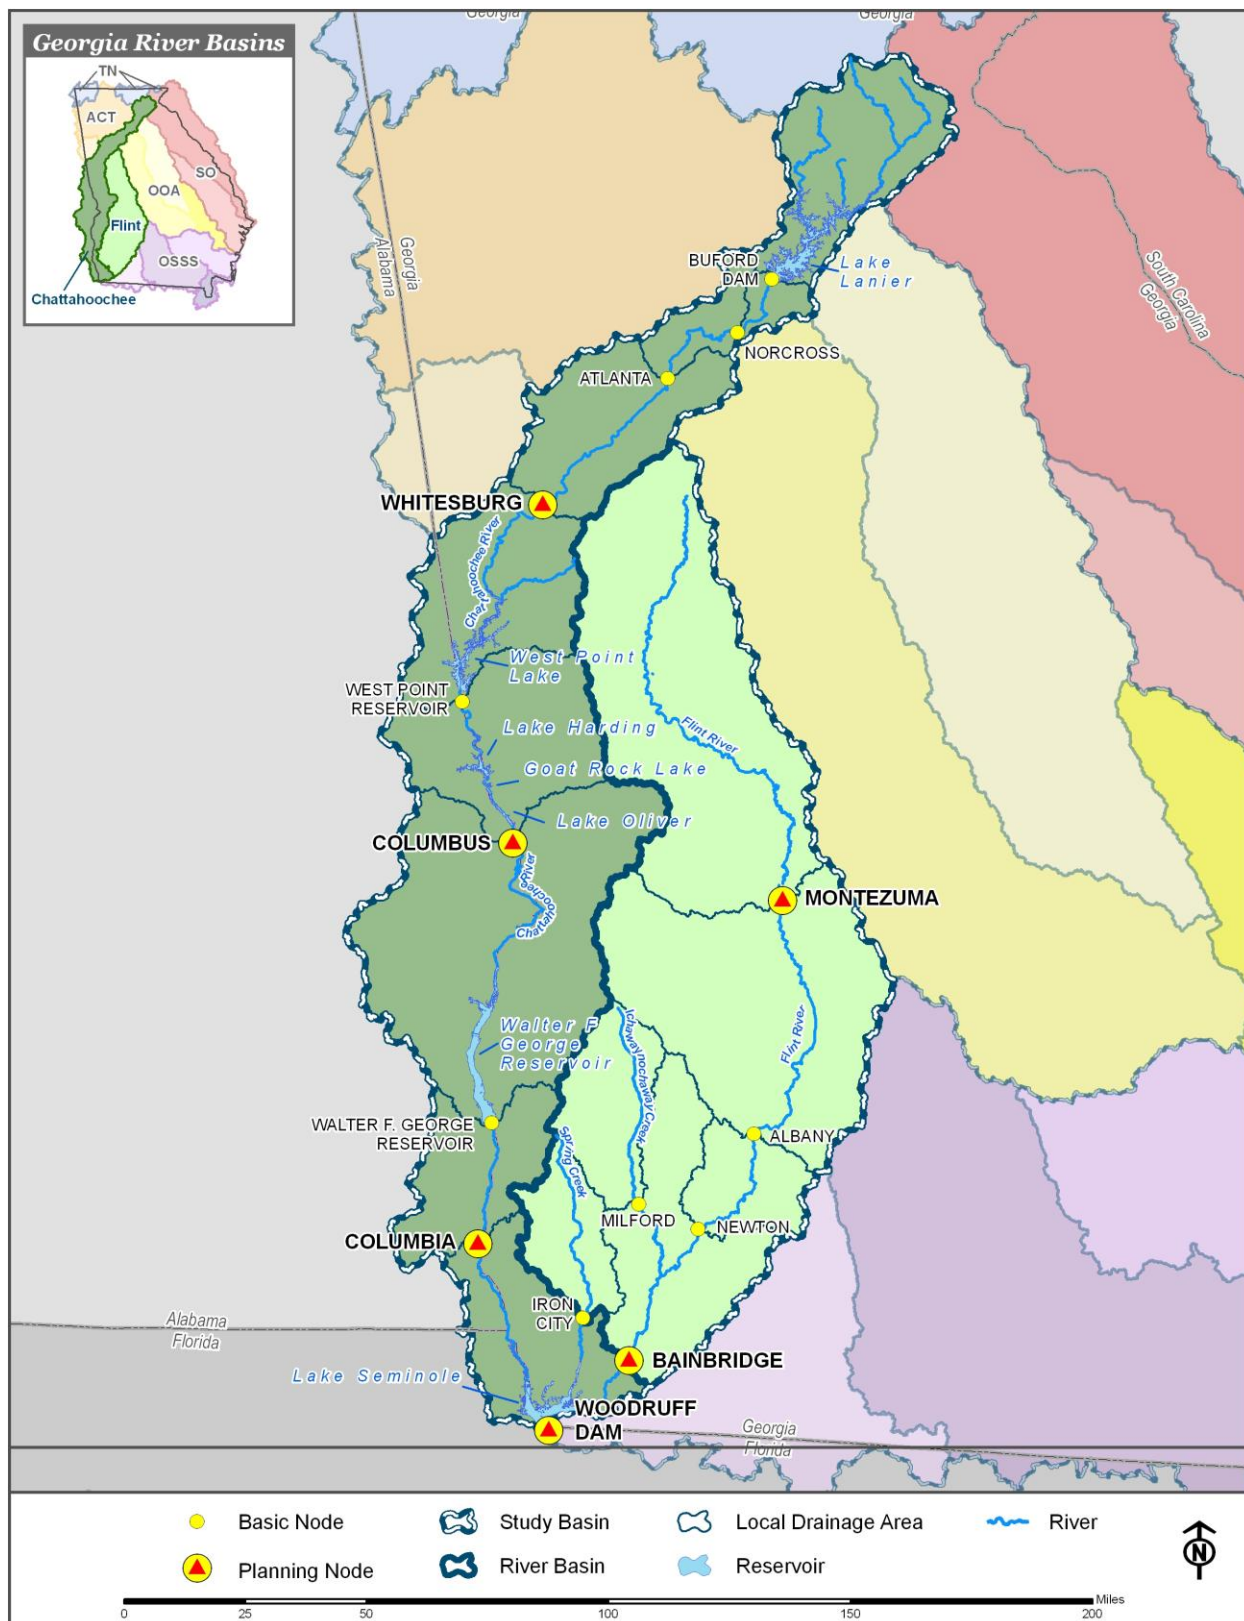 Georgia
Georgia
Georgia River Basins
TN
ACT
SO
OOA
Flint
OSSS
Chattahoochee
Georgia
Alabama
South Carolina
Georgia
BUFORD
DAM
Lake
Lanier
NORCROSS
ATLANTA
WHITESBURG
Chattahoochee River
West Point
Lake
WEST POINT
RESERVOIR
Lake Harding
Goat Rock Lake
Flint River
Lake Oliver
COLUMBUS
Chattahoochee
River
MONTEZUMA
Walter F
George
Reservoir
Ichawaynochaway Creek
Flint River
WALTER F. GEORGE
RESERVOIR
Spring Creek
ALBANY
MILFORD
NEWTON
COLUMBIA
IRON
CITY
Alabama
Florida
BAINBRIDGE
Lake Seminole
WOODRUFF
DAM
Georgia
Florida
Basic Node
Study Basin
Local Drainage Area
River
Planning Node
River Basin
Reservoir
N
Miles
0 25 50 100 150 200